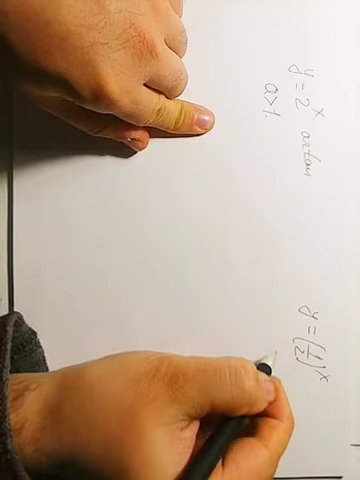 y = 2^x artan
a>1.
y = (1/2)^x